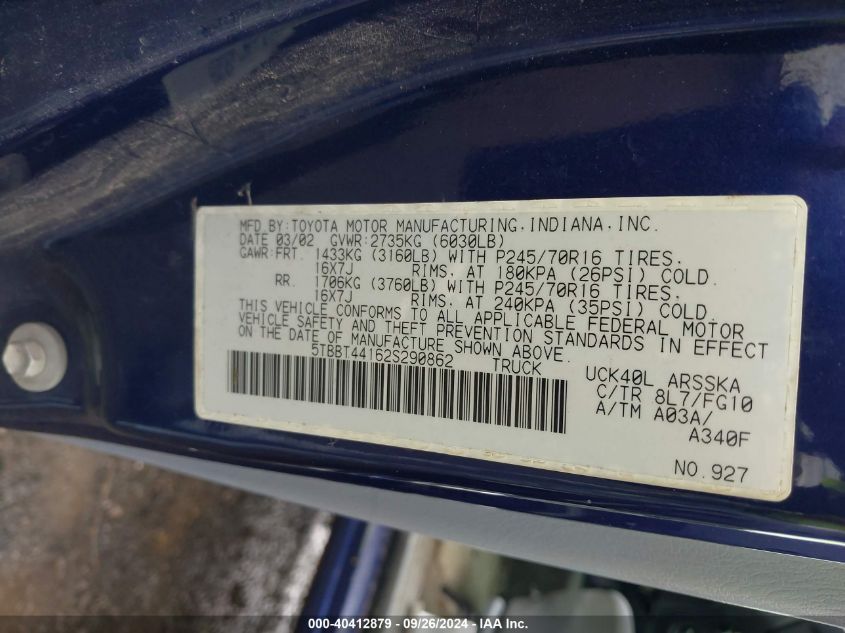 MFD.BY:TOYOTA MOTOR MANUFACTURING,INDIANA,INC.
DATE 03/02 GVWR:2735KG (6030LB)
GAWR:FRT. 1433KG (3160LB) WITH P245/70R16 TIRES.
16X7J RIMS. AT 180KPA (26PSI) COLD.
RR. 1706KG (3760LB) WITH P245/70R16 TIRES.
16X7J RIMS. AT 240KPA (35PSI) COLD.
THIS VEHICLE CONFORMS TO ALL APPLICABLE FEDERAL MOTOR
VEHICLE SAFETY AND THEFT PREVENTION STANDARDS IN EFFECT
ON THE DATE OF MANUFACTURE SHOWN ABOVE.
5TBBT44162S290862 TRUCK
UCK40L ARSSKA
C/TR 8L7/FG10
A/TM A03A/
A340F
NO.927
000-40412879 - 09/26/2024 - IAA Inc.